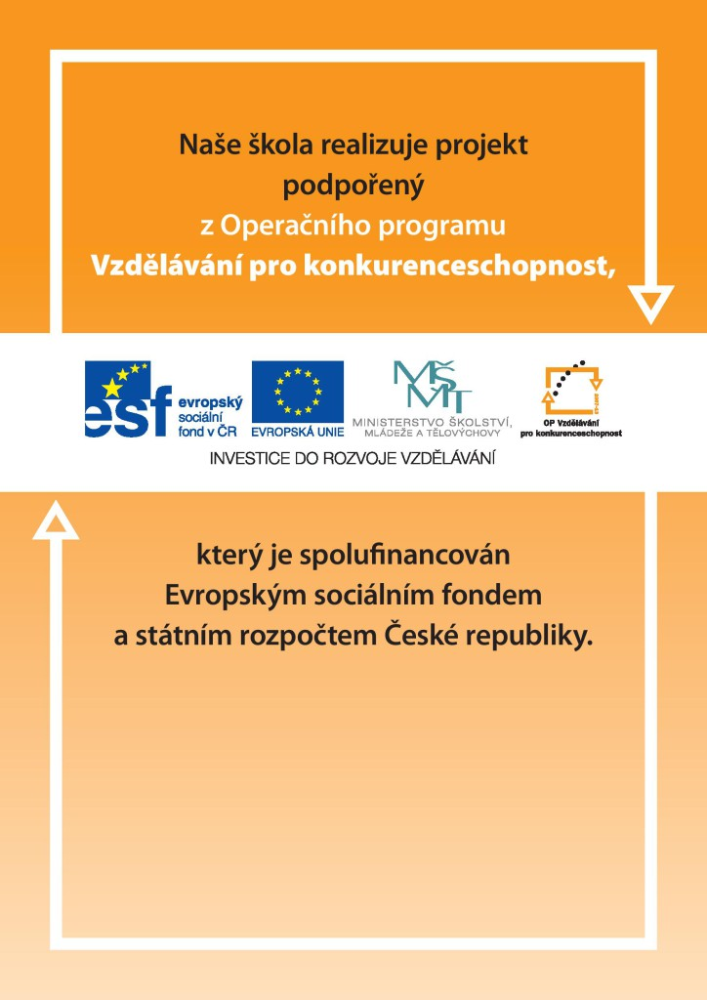 Naše škola realizuje projekt
podpořený
z Operačního programu
Vzdělávání pro konkurenceschopnost,
esf evropský
sociální
fond v ČR
EVROPSKÁ UNIE
MŠMT
MINISTERSTVO ŠKOLSTVÍ,
MLÁDEŽE A TĚLOVÝCHOVY
2007-13
OP Vzdělávání
pro konkurenceschopnost
INVESTICE DO ROZVOJE VZDĚLÁVÁNÍ
který je spolufinancován
Evropským sociálním fondem
a státním rozpočtem České republiky.